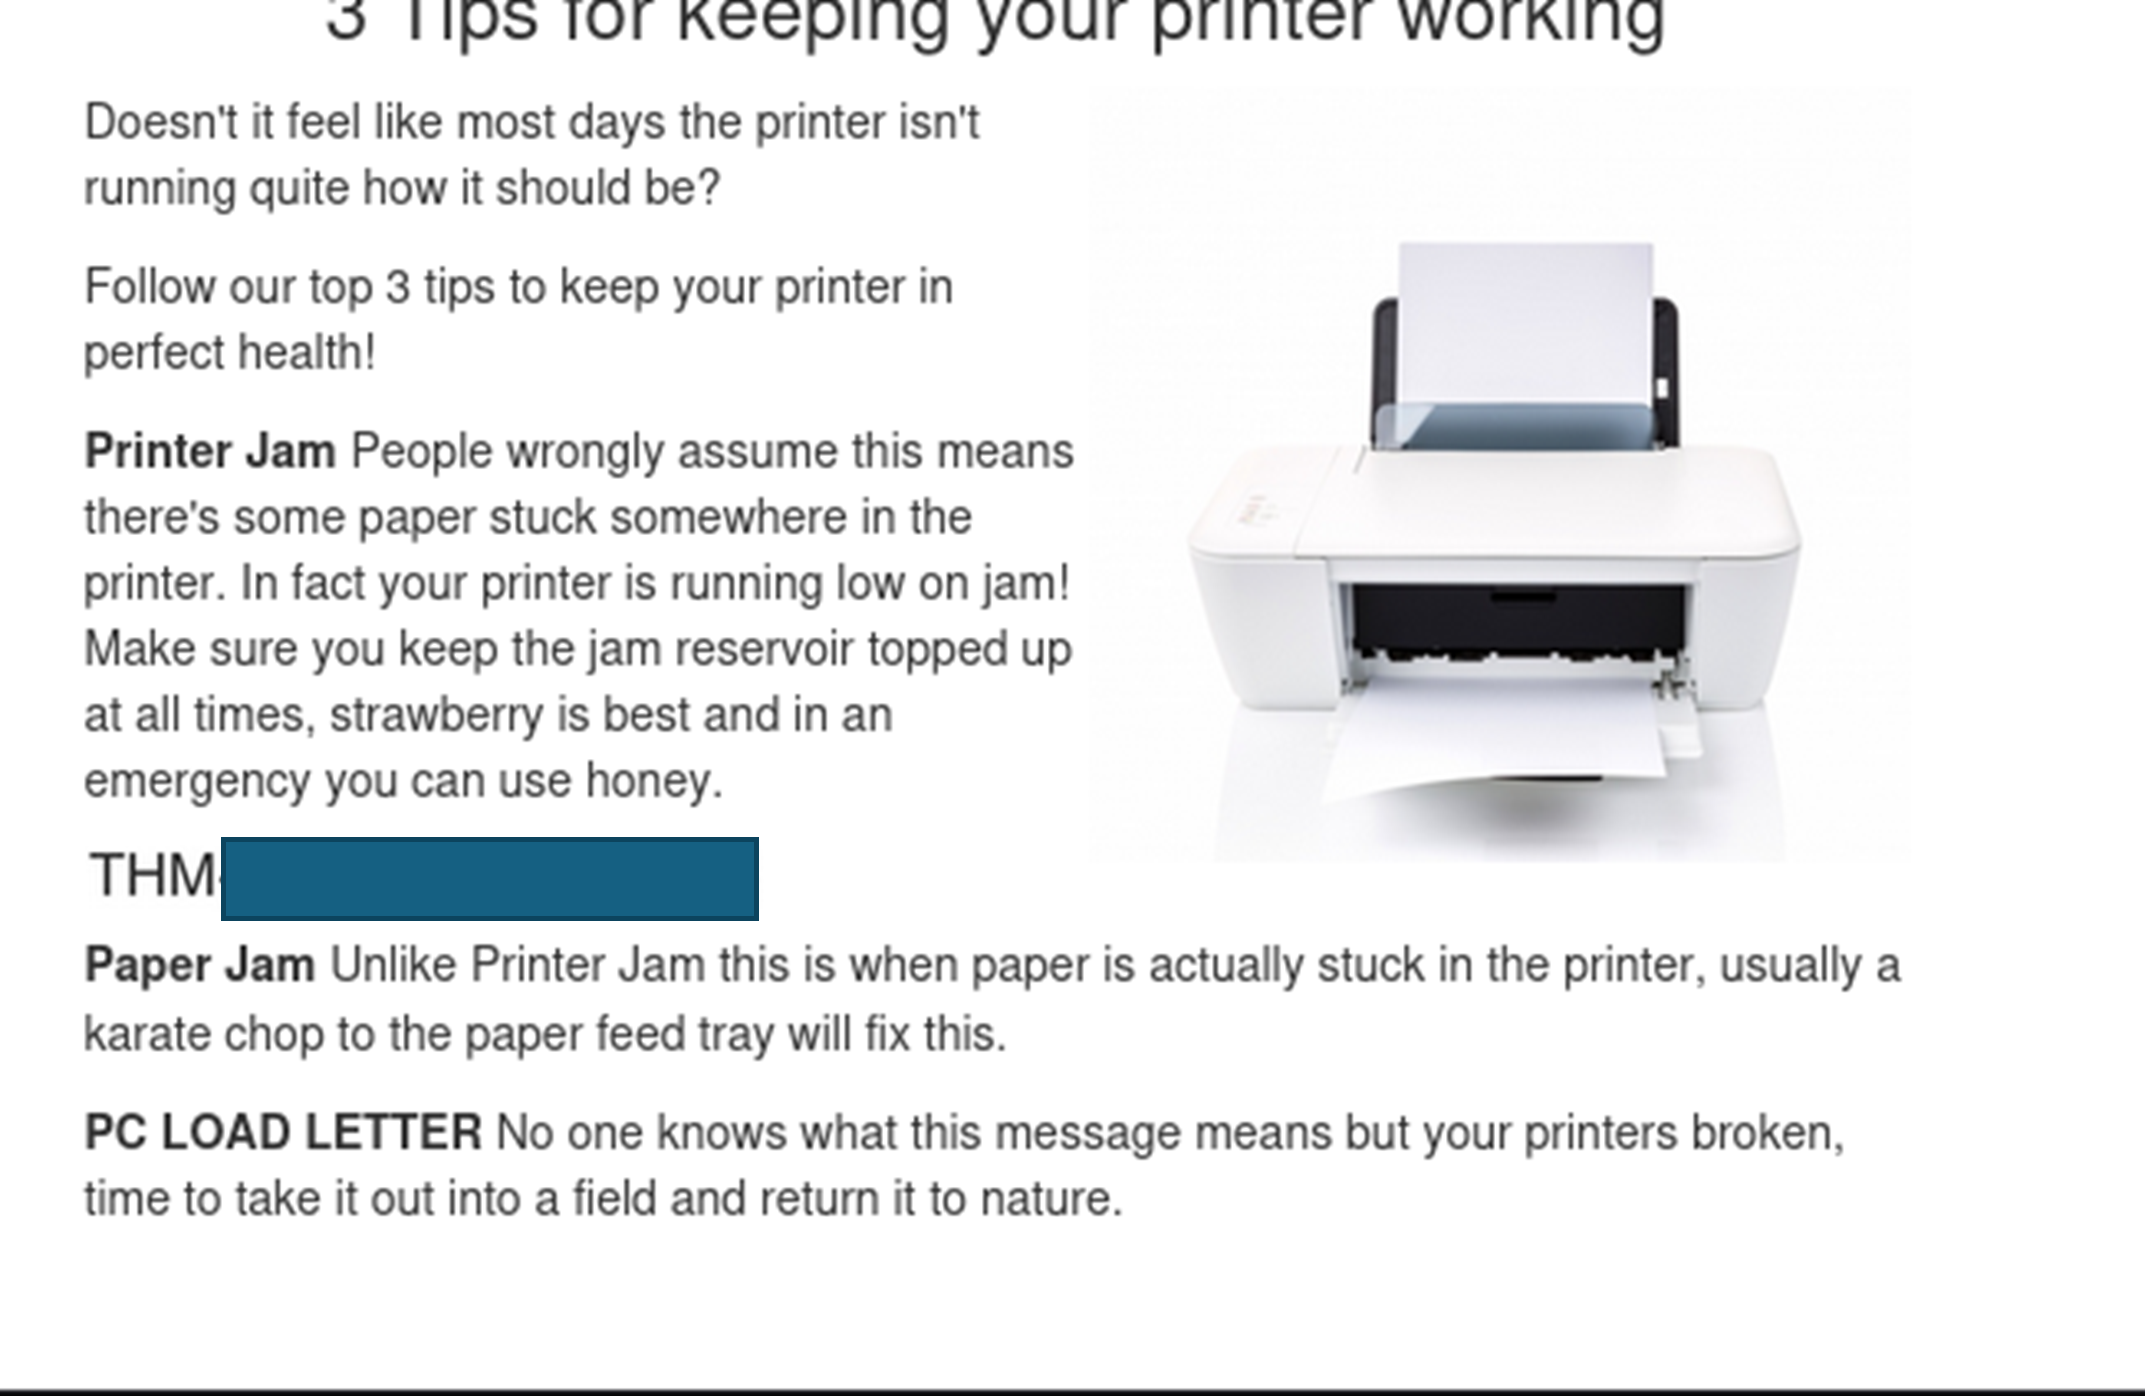 3 Tips for keeping your printer working
Doesn't it feel like most days the printer isn't
running quite how it should be?
Follow our top 3 tips to keep your printer in
perfect health!
Printer Jam People wrongly assume this means
there's some paper stuck somewhere in the
printer. In fact your printer is running low on jam!
Make sure you keep the jam reservoir topped up
at all times, strawberry is best and in an
emergency you can use honey.
THM
Paper Jam Unlike Printer Jam this is when paper is actually stuck in the printer, usually a
karate chop to the paper feed tray will fix this.
PC LOAD LETTER No one knows what this message means but your printers broken,
time to take it out into a field and return it to nature.